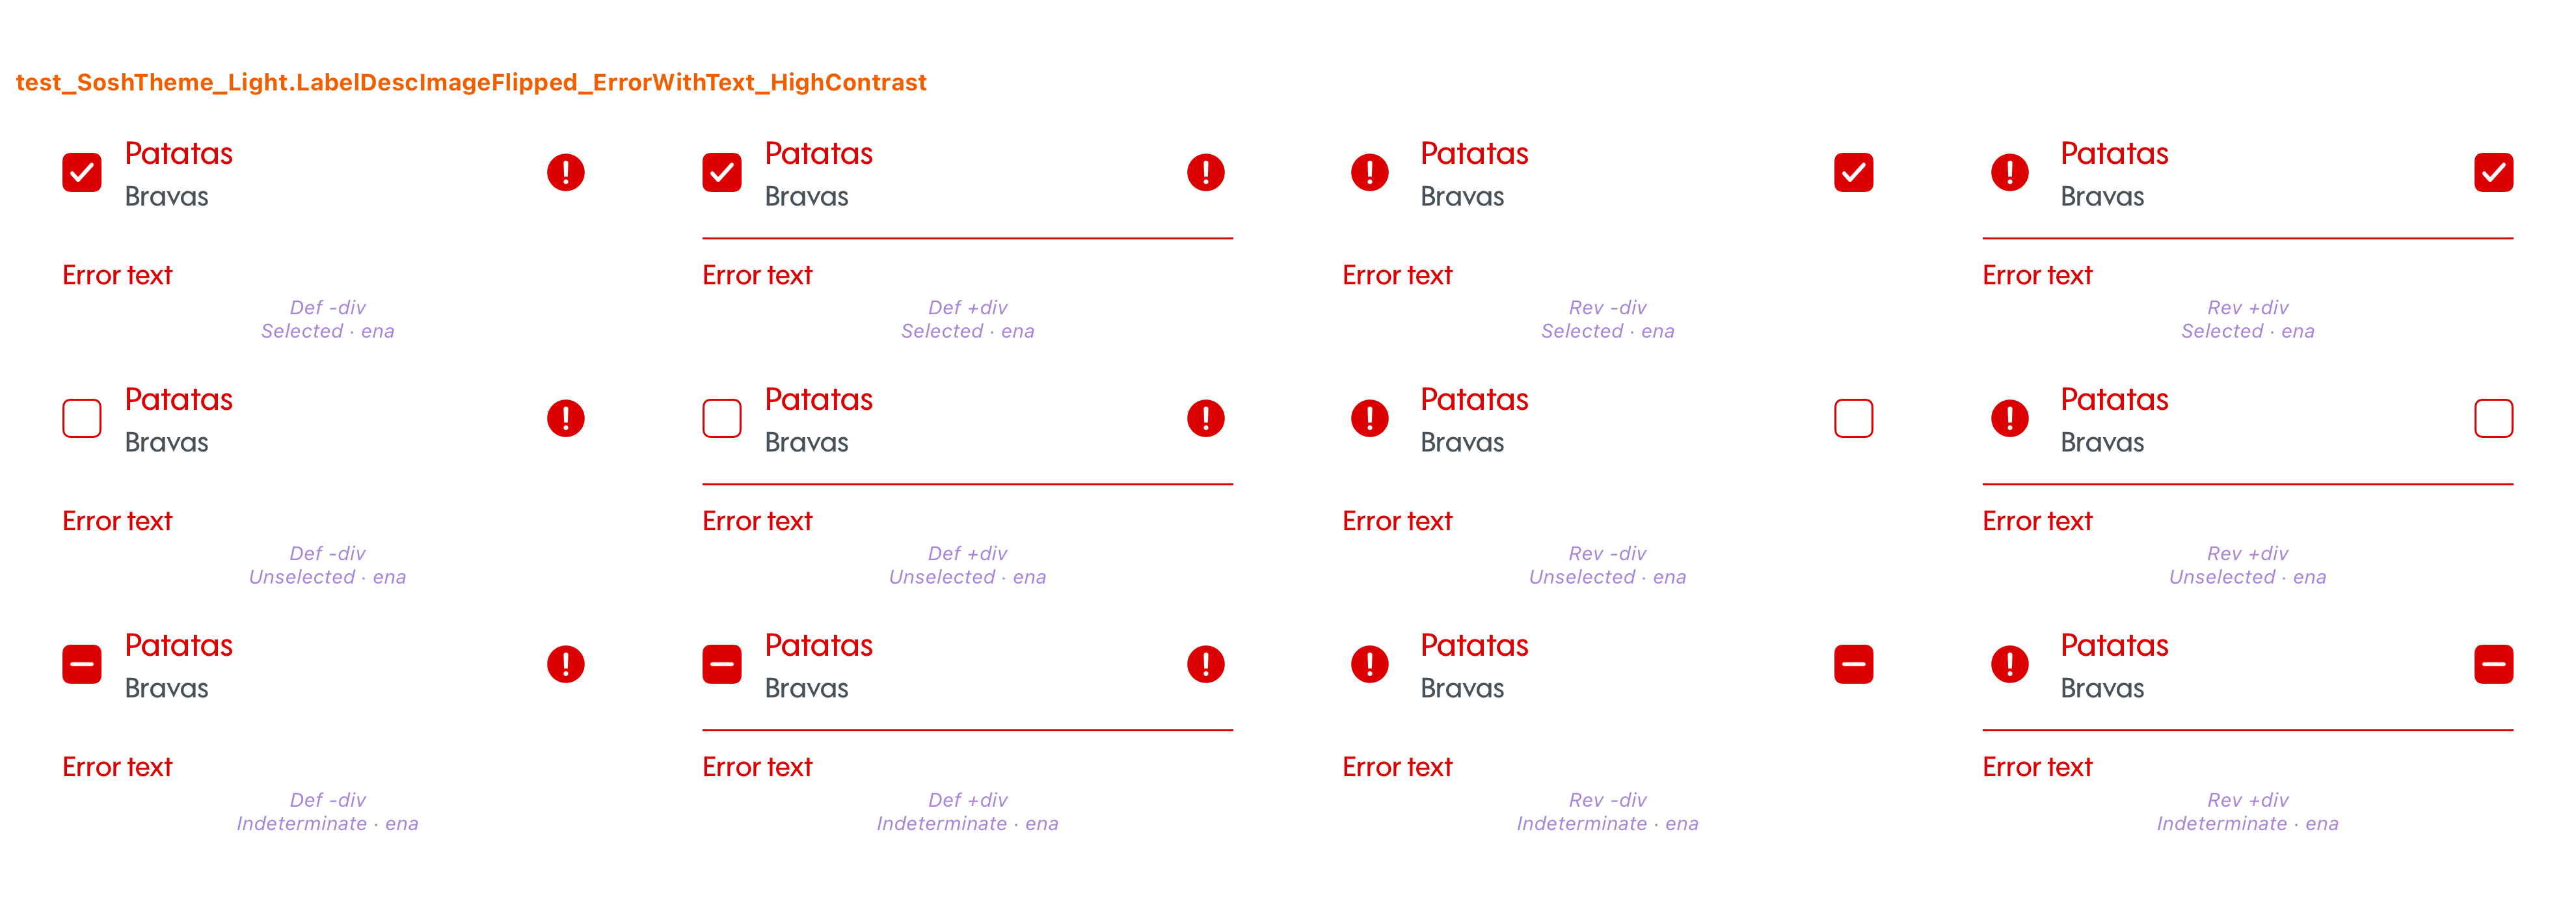 test_SoshTheme_Light.LabelDescImageFlipped_ErrorWithText_HighContrast
Patatas
Bravas
Error text
Def -div
Selected · ena
Patatas
Bravas
Error text
Def +div
Selected · ena
Patatas
Bravas
Error text
Rev -div
Selected · ena
Patatas
Bravas
Error text
Rev +div
Selected · ena
Patatas
Bravas
Error text
Def -div
Unselected · ena
Patatas
Bravas
Error text
Def +div
Unselected · ena
Patatas
Bravas
Error text
Rev -div
Unselected · ena
Patatas
Bravas
Error text
Rev +div
Unselected · ena
Patatas
Bravas
Error text
Def -div
Indeterminate · ena
Patatas
Bravas
Error text
Def +div
Indeterminate · ena
Patatas
Bravas
Error text
Rev -div
Indeterminate · ena
Patatas
Bravas
Error text
Rev +div
Indeterminate · ena